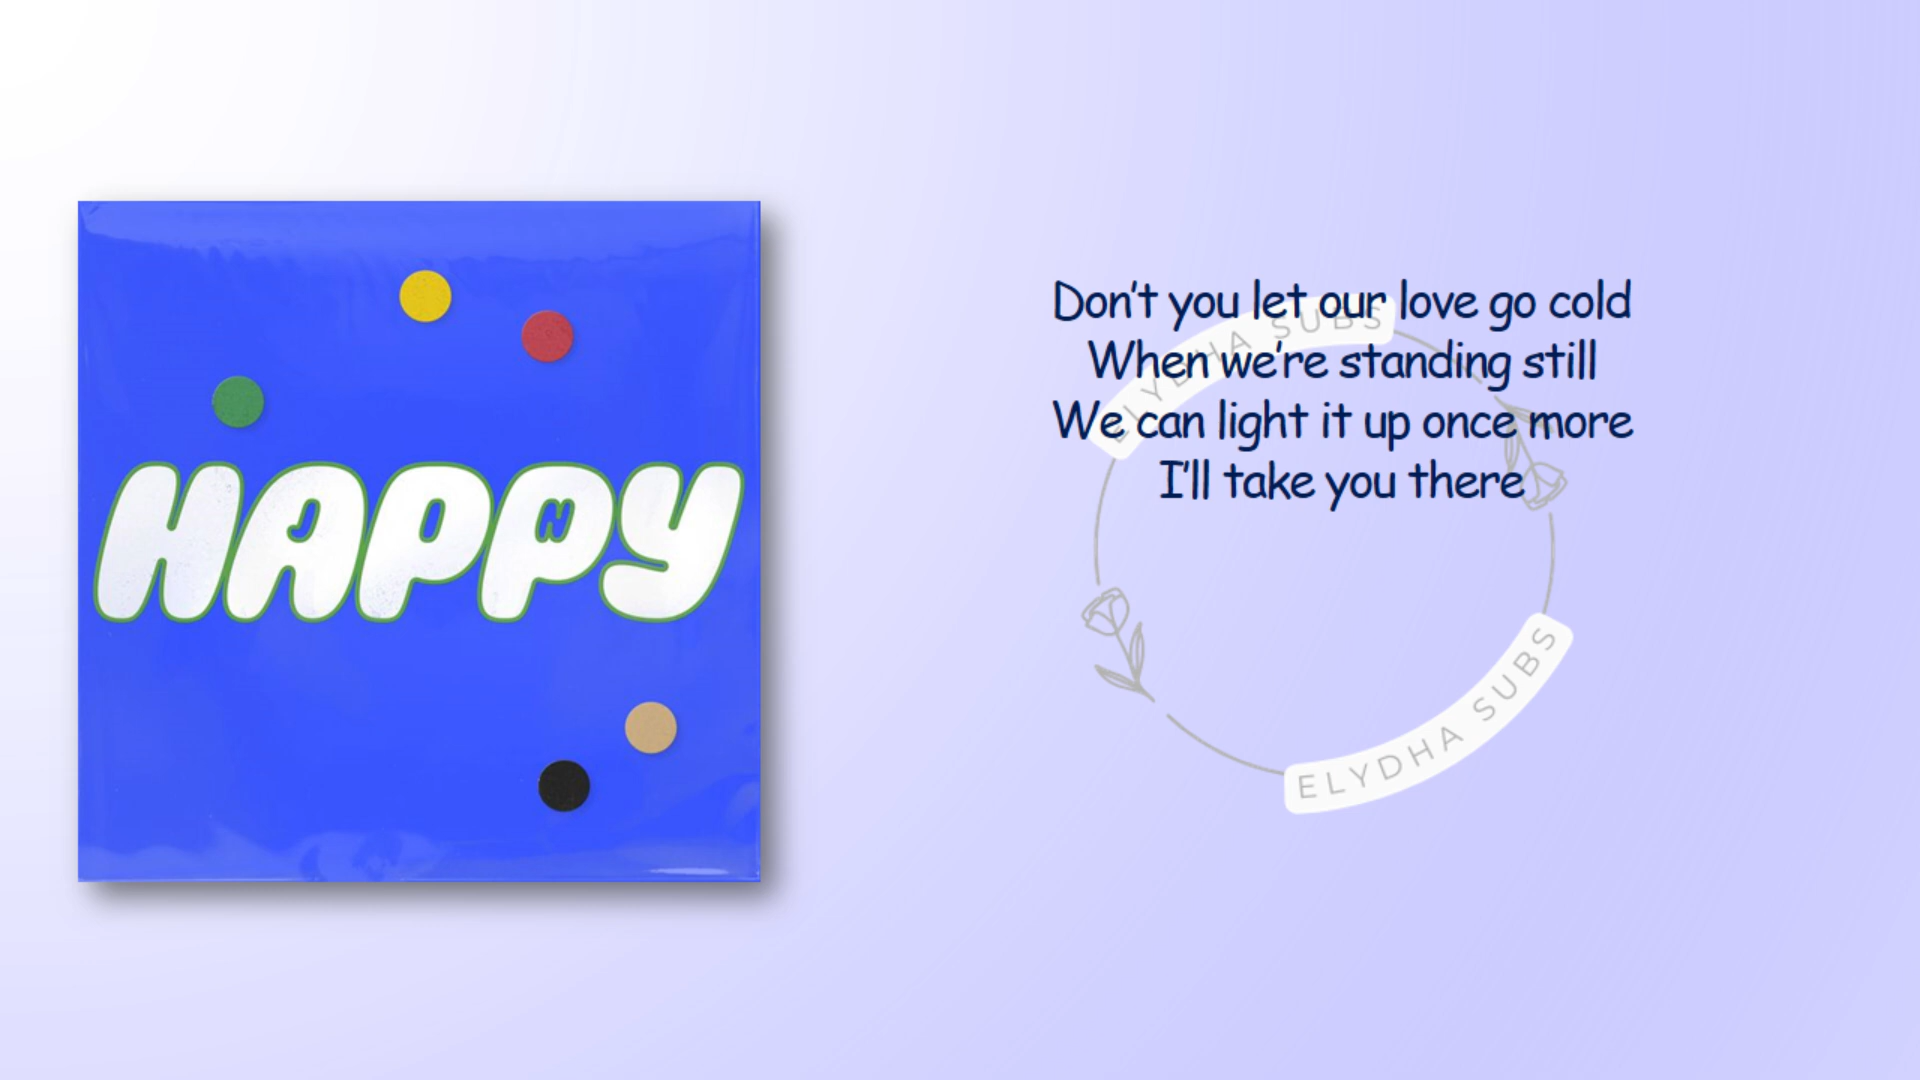 HAPPY
J
N
Don't you let our love go cold
When we're standing still
We can light it up once more
I'll take you there
ELYDHA SUBS
ELYDHA SUBS